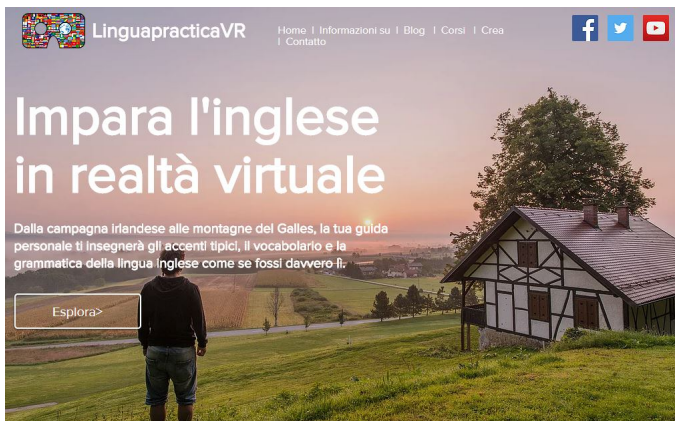 LinguapracticaVR
Home I Informazioni su I Blog I Corsi I Crea
I Contatto
Impara l'inglese
in realtà virtuale
Dalla campagna irlandese alle montagne del Galles, la tua guida
personale ti insegnerà gli accenti tipici, il vocabolario e la
grammatica della lingua inglese come se fossi davvero lì.
Esplora>